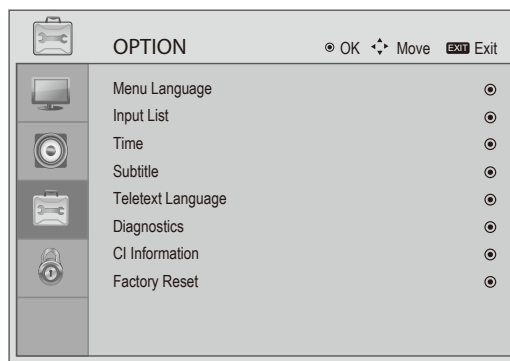 OPTION
OK Move EXIT Exit
Menu Language
Input List
Time
Subtitle
Teletext Language
Diagnostics
CI Information
Factory Reset